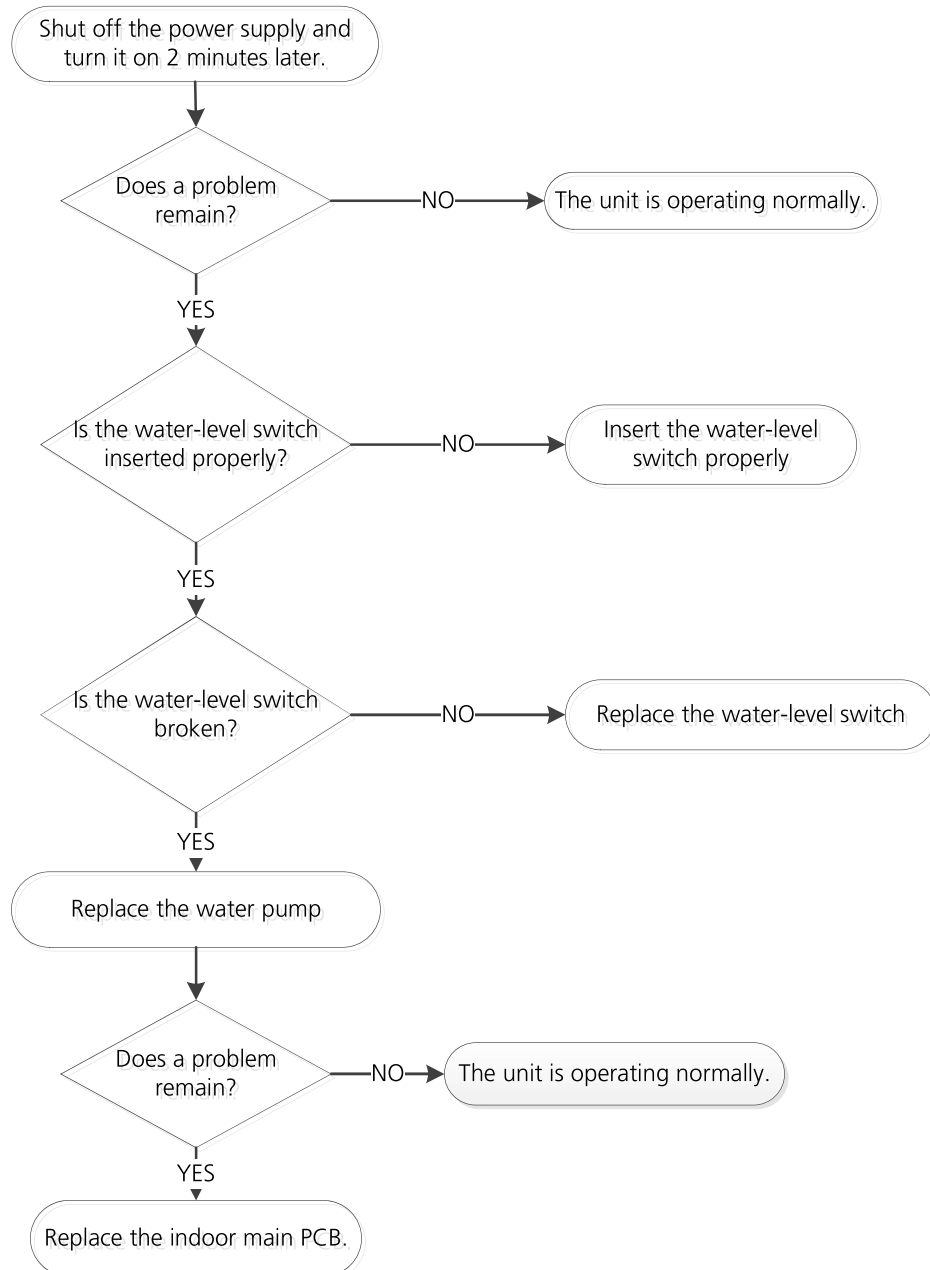 Shut off the power supply and
turn it on 2 minutes later.
Does a problem
remain?
NO
The unit is operating normally.
YES
Is the water-level switch
inserted properly?
NO
Insert the water-level
switch properly
YES
Is the water-level switch
broken?
NO
Replace the water-level switch
YES
Replace the water pump
Does a problem
remain?
NO
The unit is operating normally.
YES
Replace the indoor main PCB.